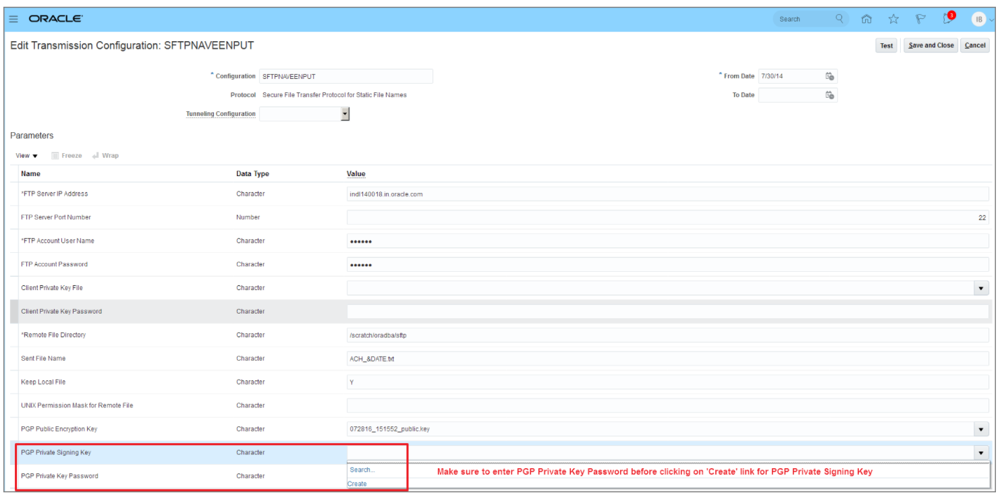 ORACLE
Search
3
IB
Edit Transmission Configuration: SFTPNAVEENPUT
Test
Save and Close
Cancel
* Configuration SFTPNAVEENPUT
* From Date 7/30/14
Protocol Secure File Transfer Protocol for Static File Names
To Date
Tunneling Configuration
Parameters
View Freeze Wrap
Name Data Type Value
*FTP Server IP Address Character indl140018.in.oracle.com
FTP Server Port Number Number 22
*FTP Account User Name Character ••••••
FTP Account Password Character ••••••
Client Private Key File Character
Client Private Key Password Character
*Remote File Directory Character /scratch/oradba/sftp
Sent File Name Character ACH_&DATE.txt
Keep Local File Character Y
UNIX Permission Mask for Remote File Character
PGP Public Encryption Key Character 072816_151552_public.key
PGP Private Signing Key Character
Search...
Make sure to enter PGP Private Key Password before clicking on 'Create' link for PGP Private Signing Key
PGP Private Key Password Character
Create